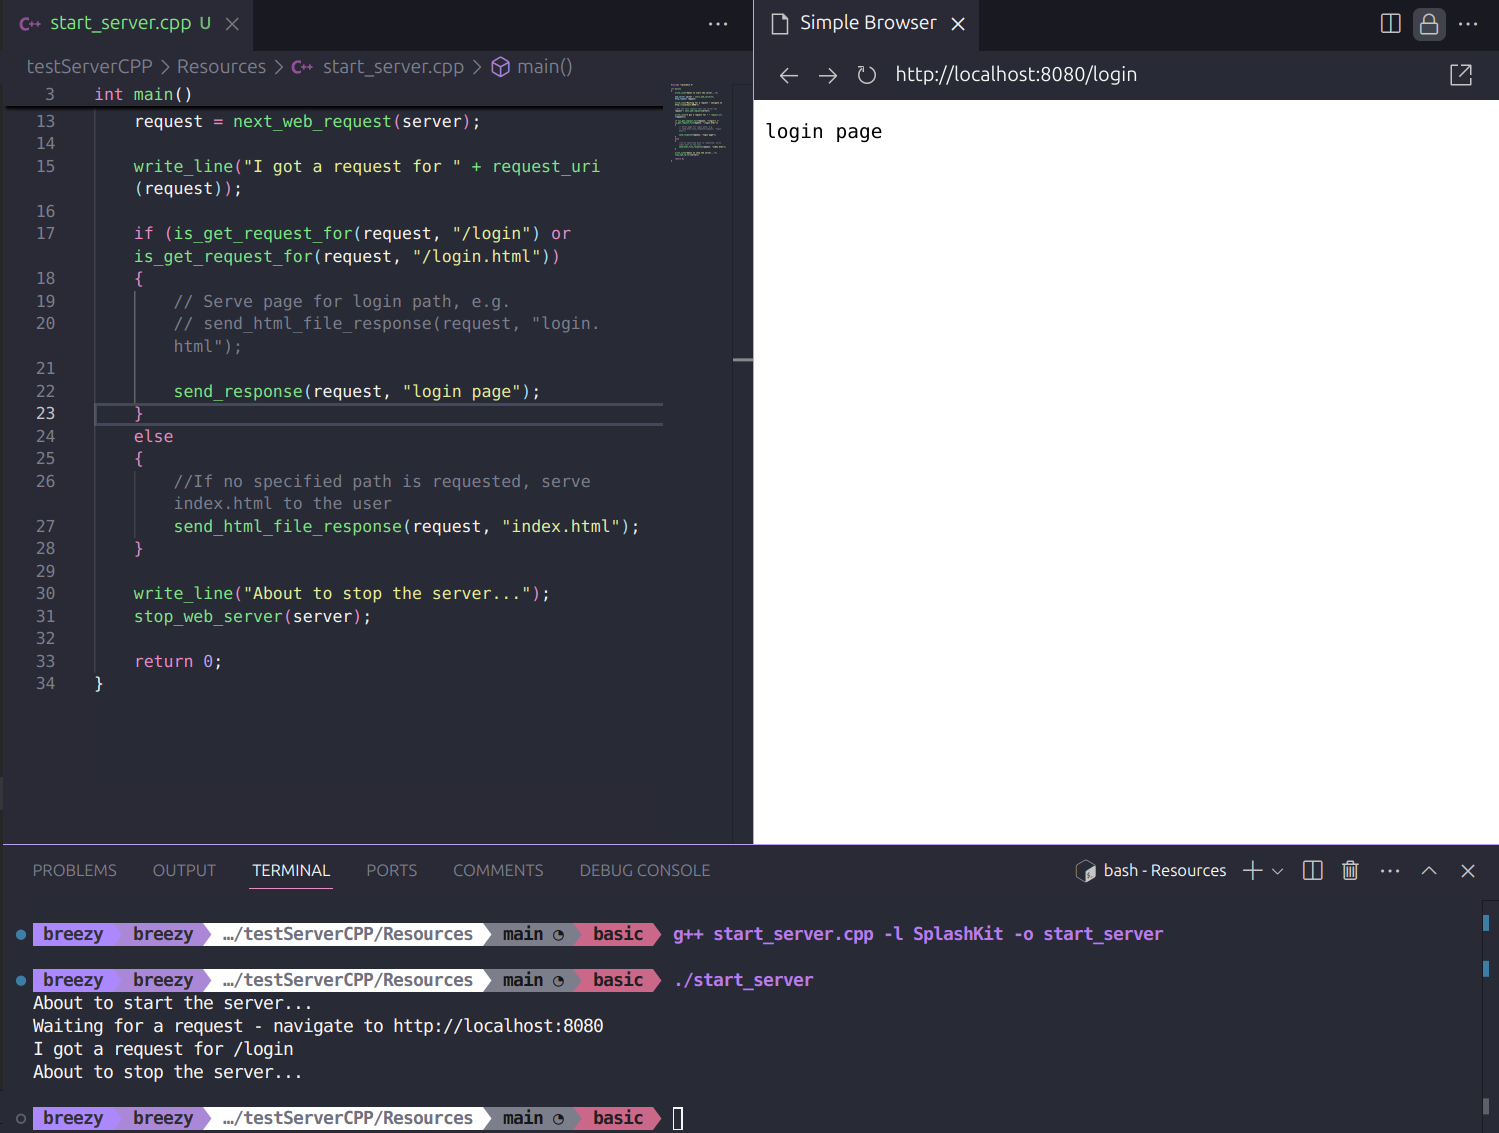 start_server.cpp U
testServerCPP > Resources > start_server.cpp > main()
3 int main()
13 request = next_web_request(server);
14
15 write_line("I got a request for " + request_uri
(request));
16
17 if (is_get_request_for(request, "/login") or
is_get_request_for(request, "/login.html"))
18 {
19 // Serve page for login path, e.g.
20 // send_html_file_response(request, "login.
html");
21
22 send_response(request, "login page");
23 }
24 else
25 {
26 //If no specified path is requested, serve
index.html to the user
27 send_html_file_response(request, "index.html");
28 }
29
30 write_line("About to stop the server...");
31 stop_web_server(server);
32
33 return 0;
34 }
Simple Browser
http://localhost:8080/login
login page
PROBLEMS OUTPUT TERMINAL PORTS COMMENTS DEBUG CONSOLE bash - Resources
breezy breezy …/testServerCPP/Resources main basic g++ start_server.cpp -l SplashKit -o start_server
breezy breezy …/testServerCPP/Resources main basic ./start_server
About to start the server...
Waiting for a request - navigate to http://localhost:8080
I got a request for /login
About to stop the server...
breezy breezy …/testServerCPP/Resources main basic